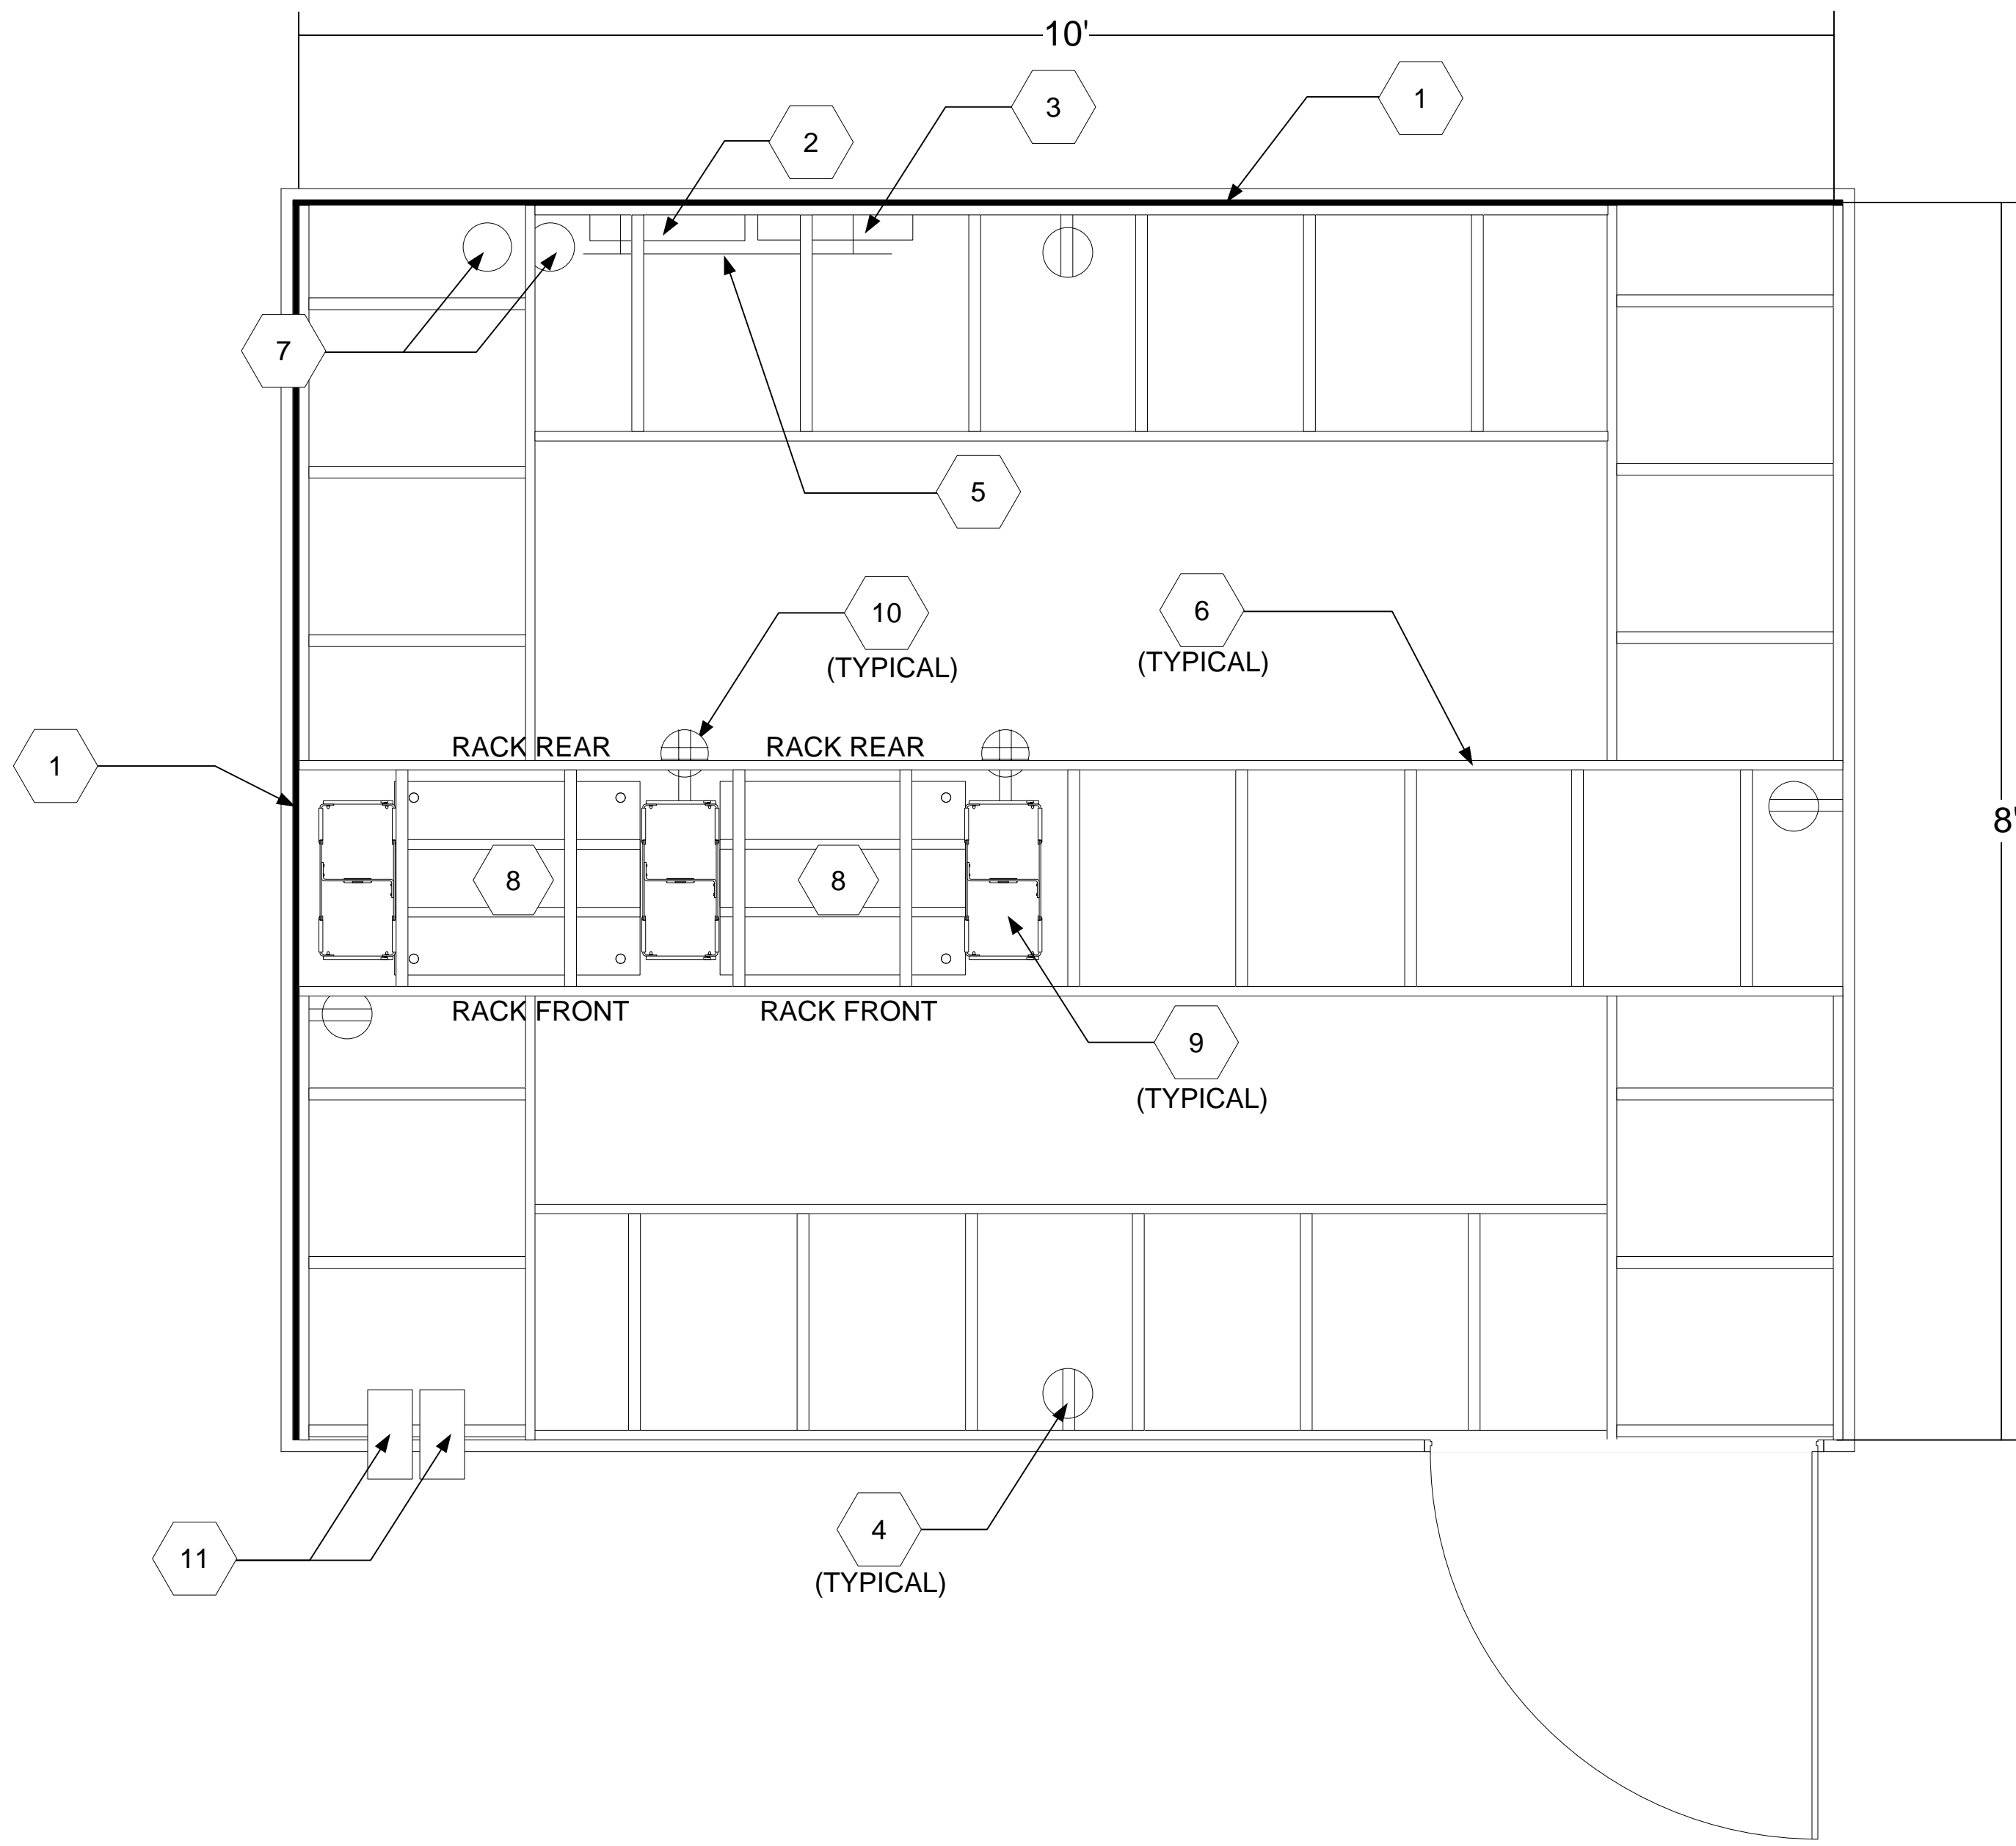 10'
1
3
2
7
5
10
(TYPICAL)
6
(TYPICAL)
RACK REAR
RACK REAR
1
8'
8
8
RACK FRONT
RACK FRONT
9
(TYPICAL)
4
(TYPICAL)
11